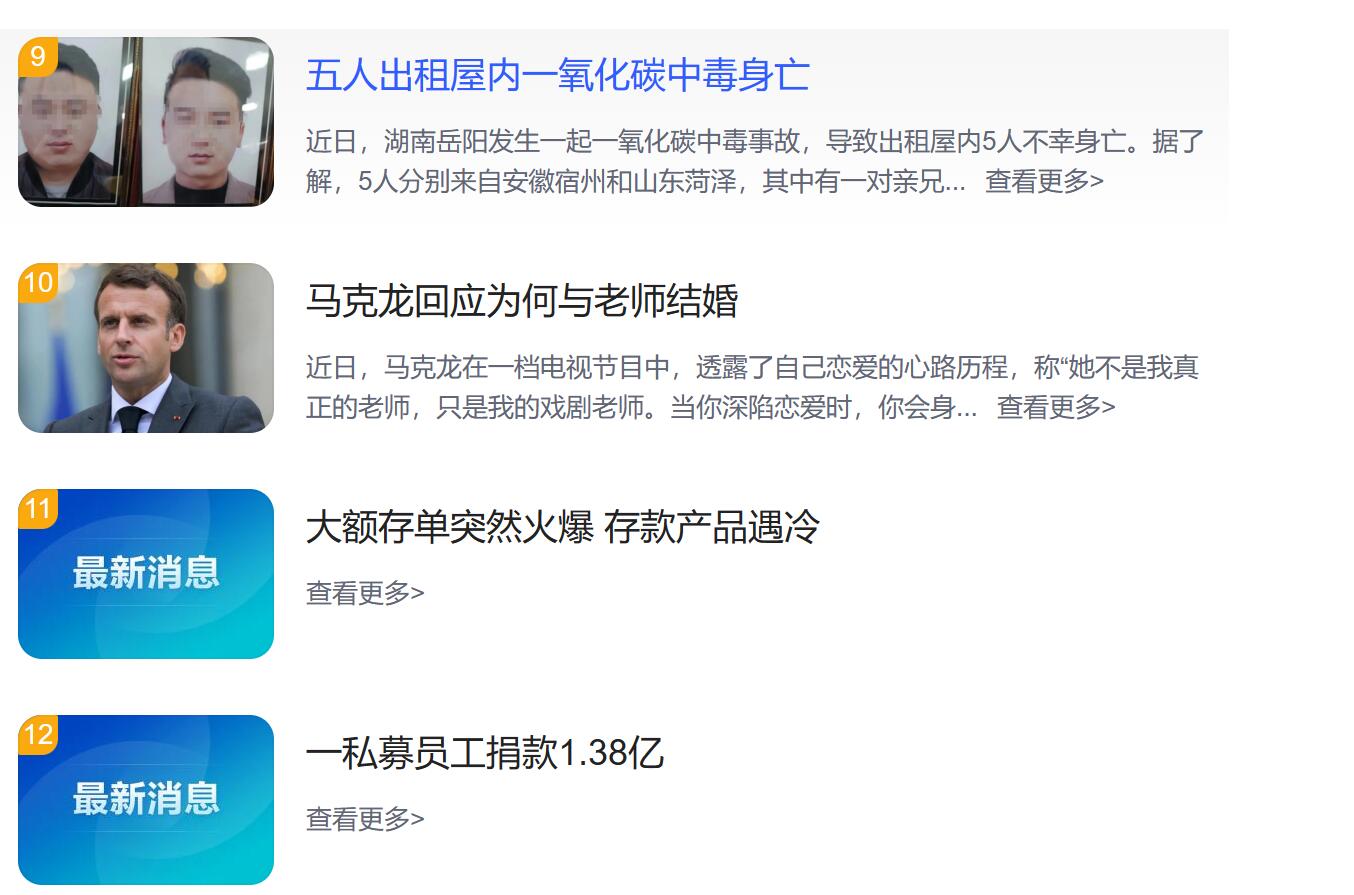 9
五人出租屋内一氧化碳中毒身亡
近日，湖南岳阳发生一起一氧化碳中毒事故，导致出租屋内5人不幸身亡。据了
解，5人分别来自安徽宿州和山东菏泽，其中有一对亲兄... 查看更多>
10
马克龙回应为何与老师结婚
近日，马克龙在一档电视节目中，透露了自己恋爱的心路历程，称“她不是我真
正的老师，只是我的戏剧老师。当你深陷恋爱时，你会身... 查看更多>
11
最新消息
大额存单突然火爆 存款产品遇冷
查看更多>
12
最新消息
一私募员工捐款1.38亿
查看更多>